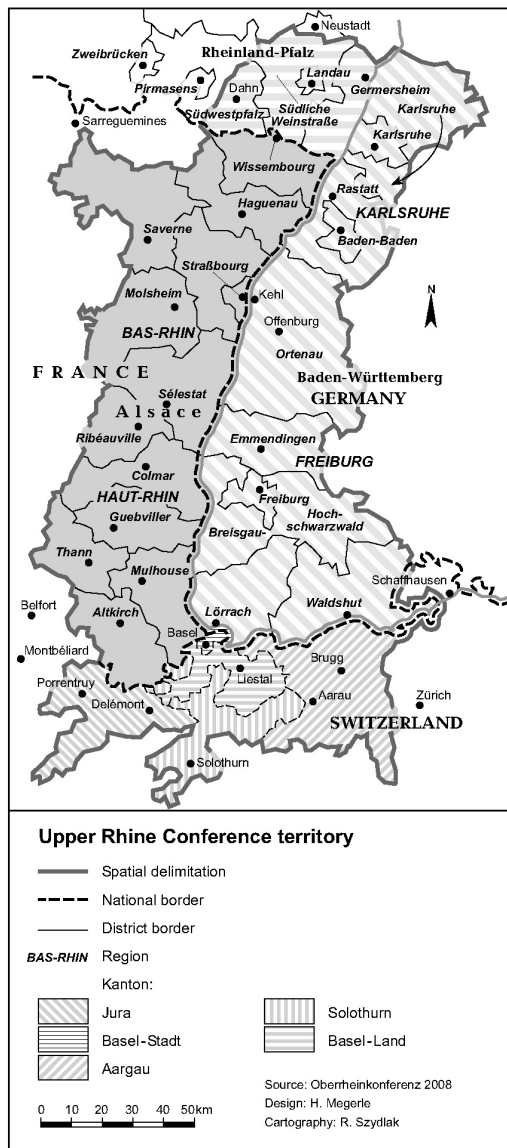 Neustadt
Zweibrücken
Rheinland-Pfalz
Pirmasens
Dahn
Landau
Germersheim
Südwestpfalz
Südliche
Weinstraße
Karlsruhe
Sarreguemines
Karlsruhe
Wissembourg
Rastatt
Haguenau
KARLSRUHE
Saverne
Baden-Baden
Straßbourg
Molsheim
Kehl
N
BAS-RHIN
Offenburg
Ortenau
FRANCE
Baden-Württemberg
GERMANY
Sélestat
Alsace
Ribéauville
Emmendingen
FREIBURG
Colmar
HAUT-RHIN
Freiburg
Guebviller
Hoch-
schwarzwald
Breisgau-
Thann
Mulhouse
Schaffhausen
Belfort
Altkirch
Lörrach
Waldshut
Basel
Montbéliard
Brugg
Liestal
Porrentruy
Delémont
Aarau
Zürich
SWITZERLAND
Solothurn
Upper Rhine Conference territory
Spatial delimitation
National border
District border
BAS-RHIN Region
Kanton:
Jura
Solothurn
Basel-Stadt
Basel-Land
Aargau
Source: Oberrheinkonferenz 2008
Design: H. Megerle
Cartography: R. Szydlak
0 10 20 30 40 50km